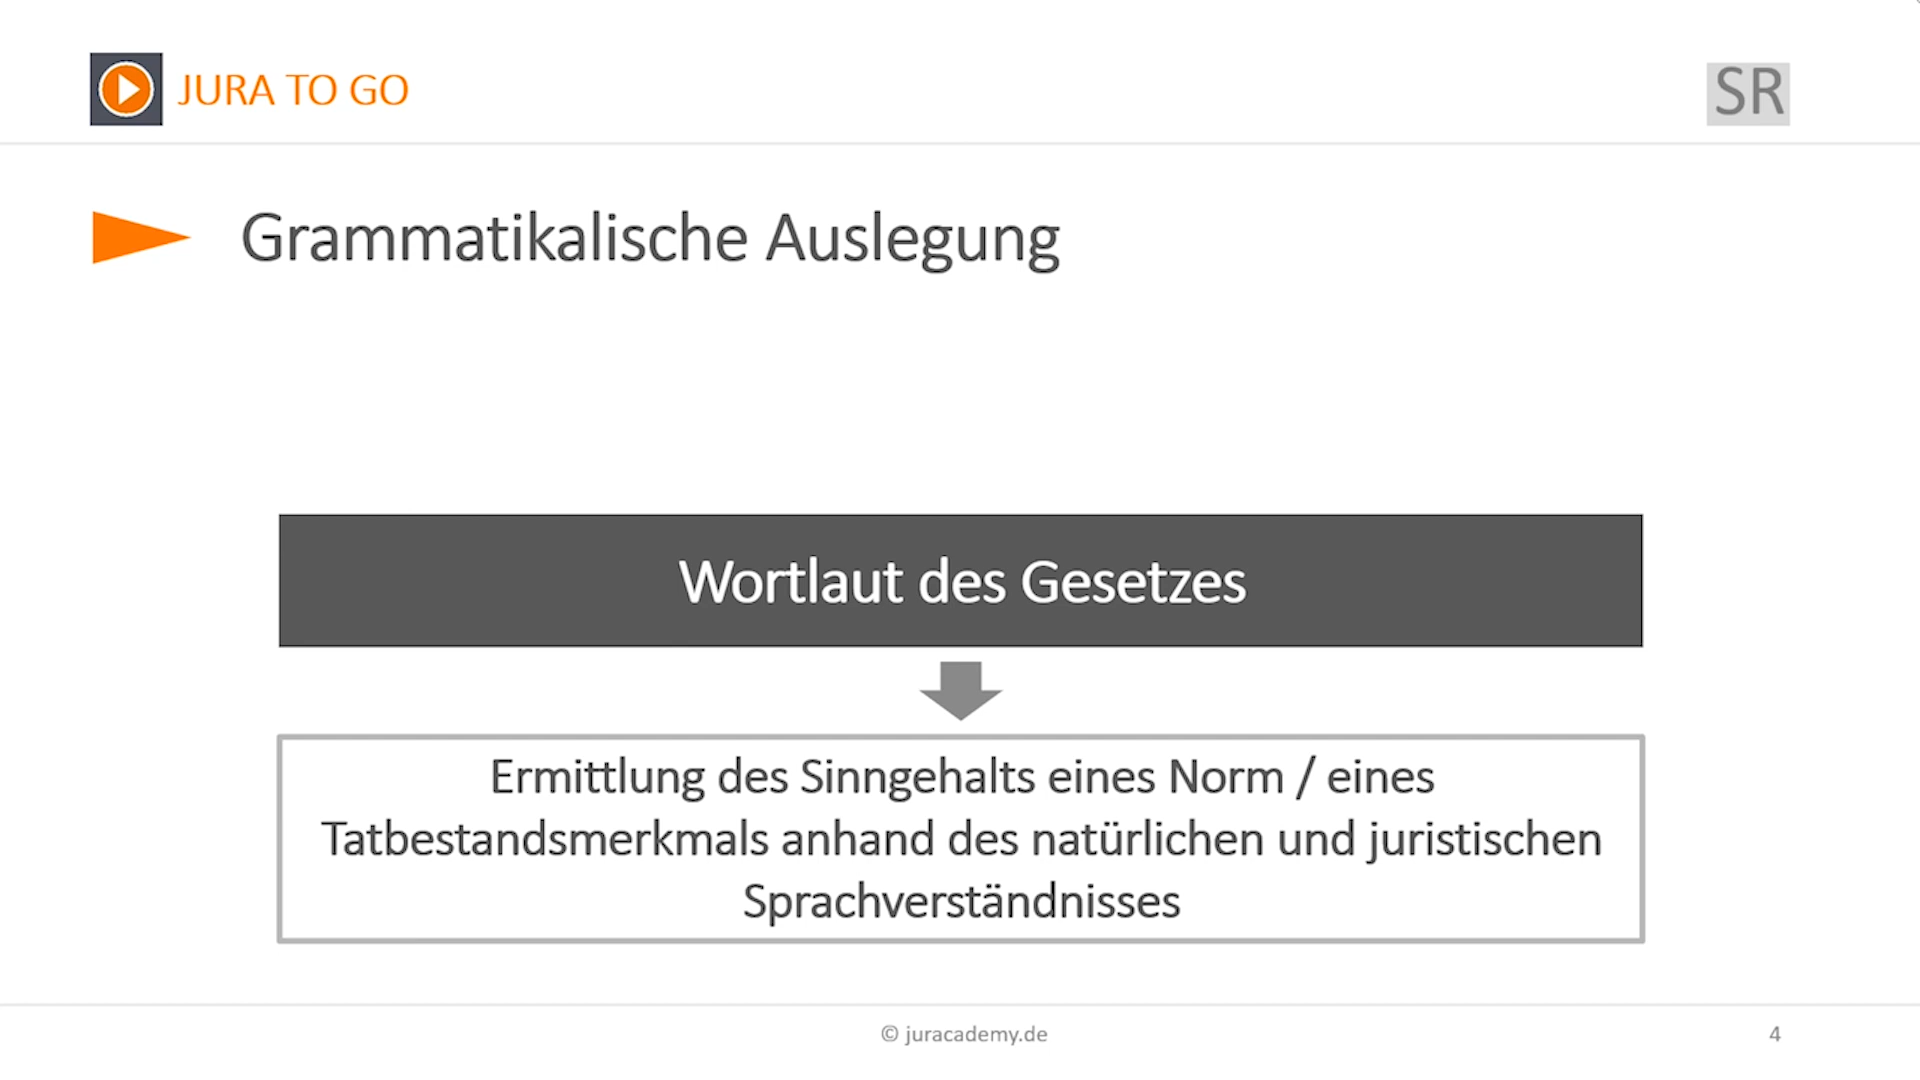 JURA TO GO
SR
Grammatikalische Auslegung
Wortlaut des Gesetzes
Ermittlung des Sinngehalts eines Norm / eines
Tatbestandsmerkmals anhand des natürlichen und juristischen
Sprachverständnisses
© juracademy.de
4